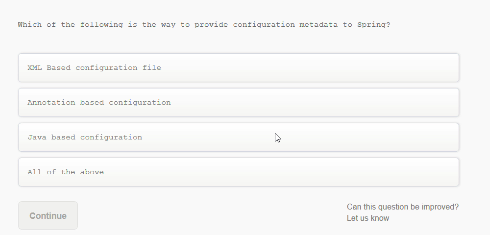 Which of the following is the way to provide configuration metadata to Spring?
XML Based configuration file
Annotation based configuration
Java based configuration
All of the above
Continue
Can this question be improved?
Let us know